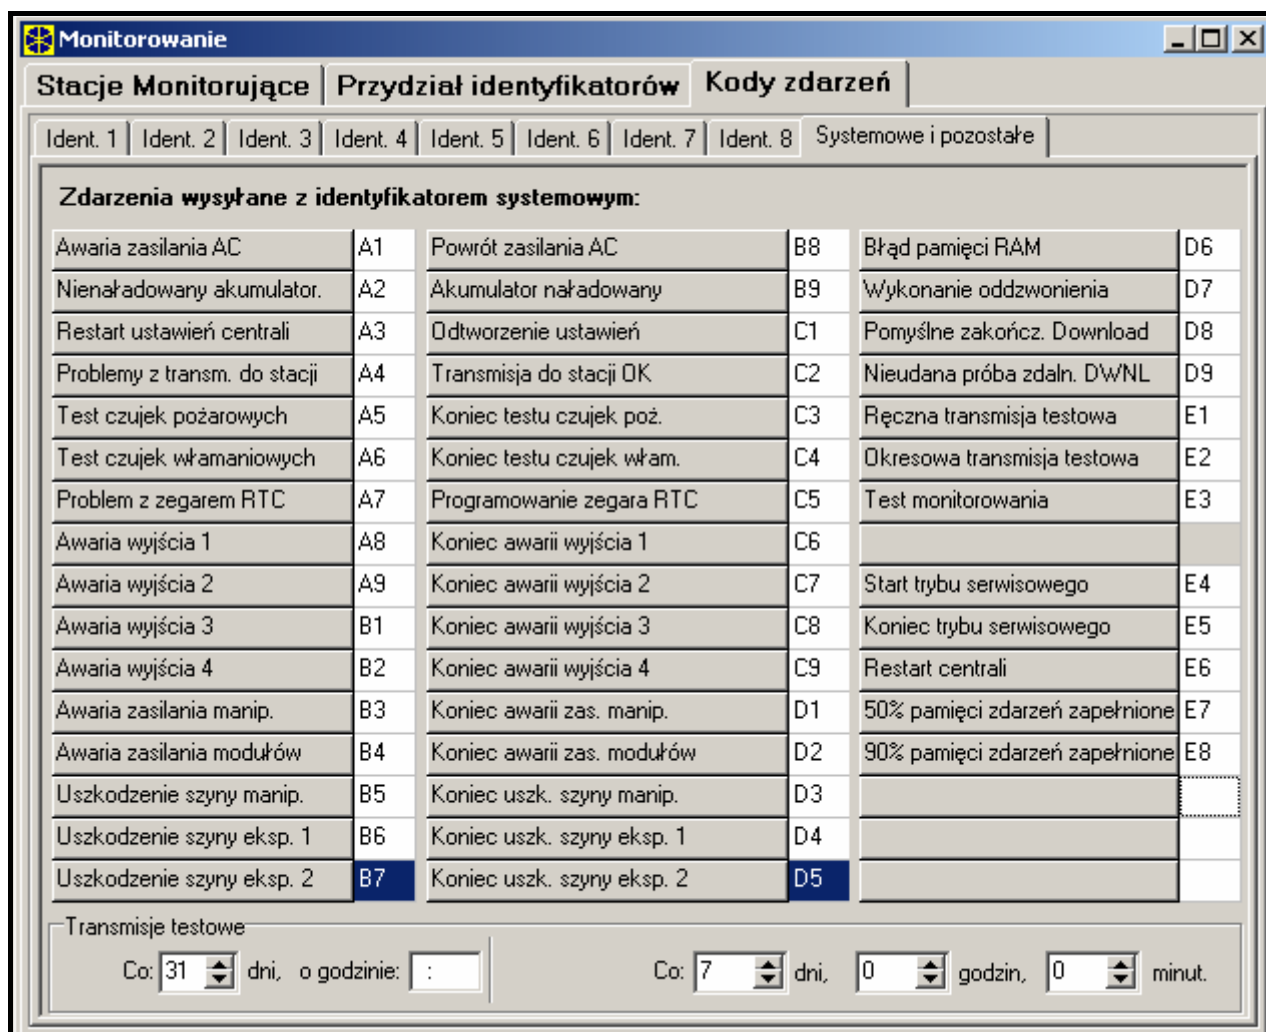 Monitorowanie
Stacje Monitorujące Przydział identyfikatorów Kody zdarzeń
Ident. 1 Ident. 2 Ident. 3 Ident. 4 Ident. 5 Ident. 6 Ident. 7 Ident. 8 Systemowe i pozostałe
Zdarzenia wysyłane z identyfikatorem systemowym:
Awaria zasilania AC A1 Powrót zasilania AC B8 Błąd pamięci RAM D6
Nienaładowany akumulator. A2 Akumulator naładowany B9 Wykonanie oddzwonienia D7
Restart ustawień centrali A3 Odtworzenie ustawień C1 Pomyślne zakończ. Download D8
Problemy z transm. do stacji A4 Transmisja do stacji OK C2 Nieudana próba zdaln. DWNL D9
Test czujek pożarowych A5 Koniec testu czujek poż. C3 Ręczna transmisja testowa E1
Test czujek włamaniowych A6 Koniec testu czujek włam. C4 Okresowa transmisja testowa E2
Problem z zegarem RTC A7 Programowanie zegara RTC C5 Test monitorowania E3
Awaria wyjścia 1 A8 Koniec awarii wyjścia 1 C6
Awaria wyjścia 2 A9 Koniec awarii wyjścia 2 C7 Start trybu serwisowego E4
Awaria wyjścia 3 B1 Koniec awarii wyjścia 3 C8 Koniec trybu serwisowego E5
Awaria wyjścia 4 B2 Koniec awarii wyjścia 4 C9 Restart centrali E6
Awaria zasilania manip. B3 Koniec awarii zas. manip. D1 50% pamięci zdarzeń zapełnione E7
Awaria zasilania modułów B4 Koniec awarii zas. modułów D2 90% pamięci zdarzeń zapełnione E8
Uszkodzenie szyny manip. B5 Koniec uszk. szyny manip. D3
Uszkodzenie szyny eksp. 1 B6 Koniec uszk. szyny eksp. 1 D4
Uszkodzenie szyny eksp. 2 B7 Koniec uszk. szyny eksp. 2 D5
Transmisje testowe
Co: 31 dni, o godzinie: : Co: 7 dni, 0 godzin, 0 minut.